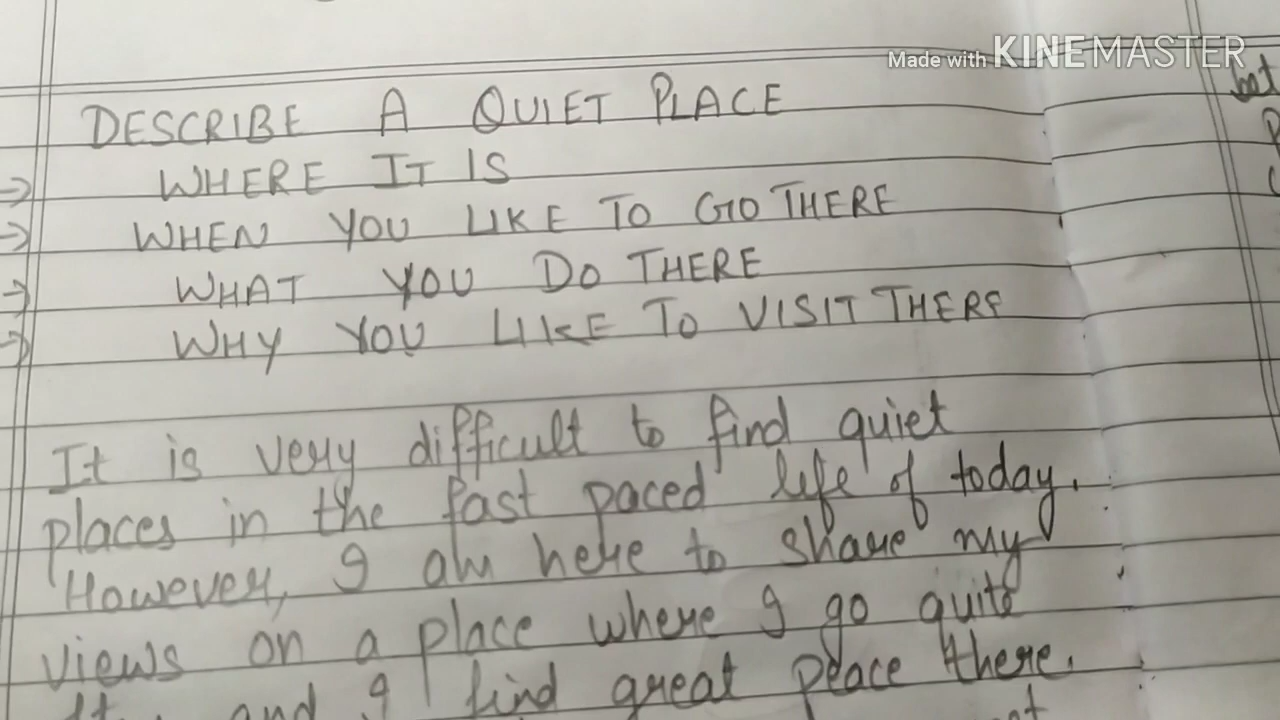 Made with KINEMASTER
DESCRIBE A QUIET PLACE
→ WHERE IT IS
→ WHEN YOU LIKE TO GO THERE
→ WHAT YOU DO THERE
→ WHY YOU LIKE TO VISIT THERE
It is very difficult to find quiet
places in the fast paced life of today.
However, I am here to share my
views on a place where I go quite
and I find great peace there.